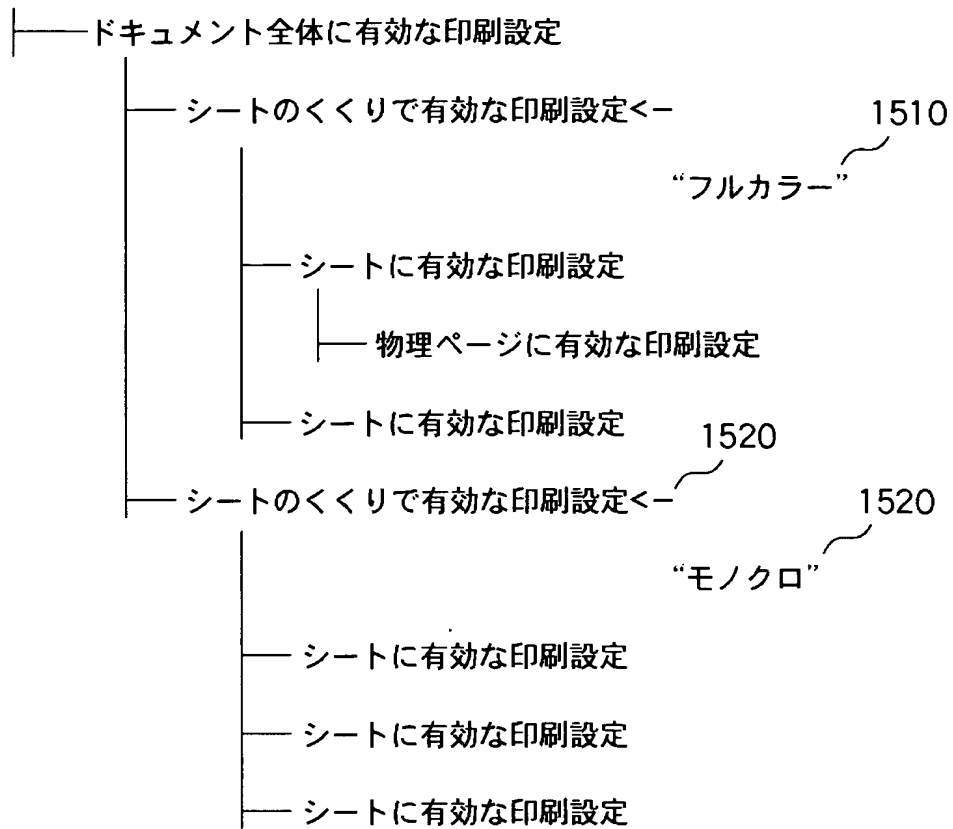 ドキュメント全体に有効な印刷設定
シートのくくりで有効な印刷設定<-
1510
“フルカラー”
シートに有効な印刷設定
物理ページに有効な印刷設定
シートに有効な印刷設定
1520
シートのくくりで有効な印刷設定<-
1520
“モノクロ”
シートに有効な印刷設定
シートに有効な印刷設定
シートに有効な印刷設定